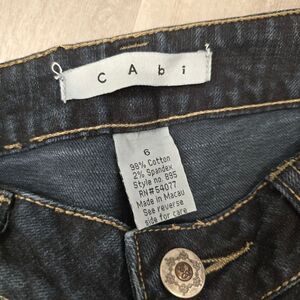 CAbi
6
98% Cotton
2% Spandex
Style no. 895
RN#54077
Made in Macau
See reverse
side for care